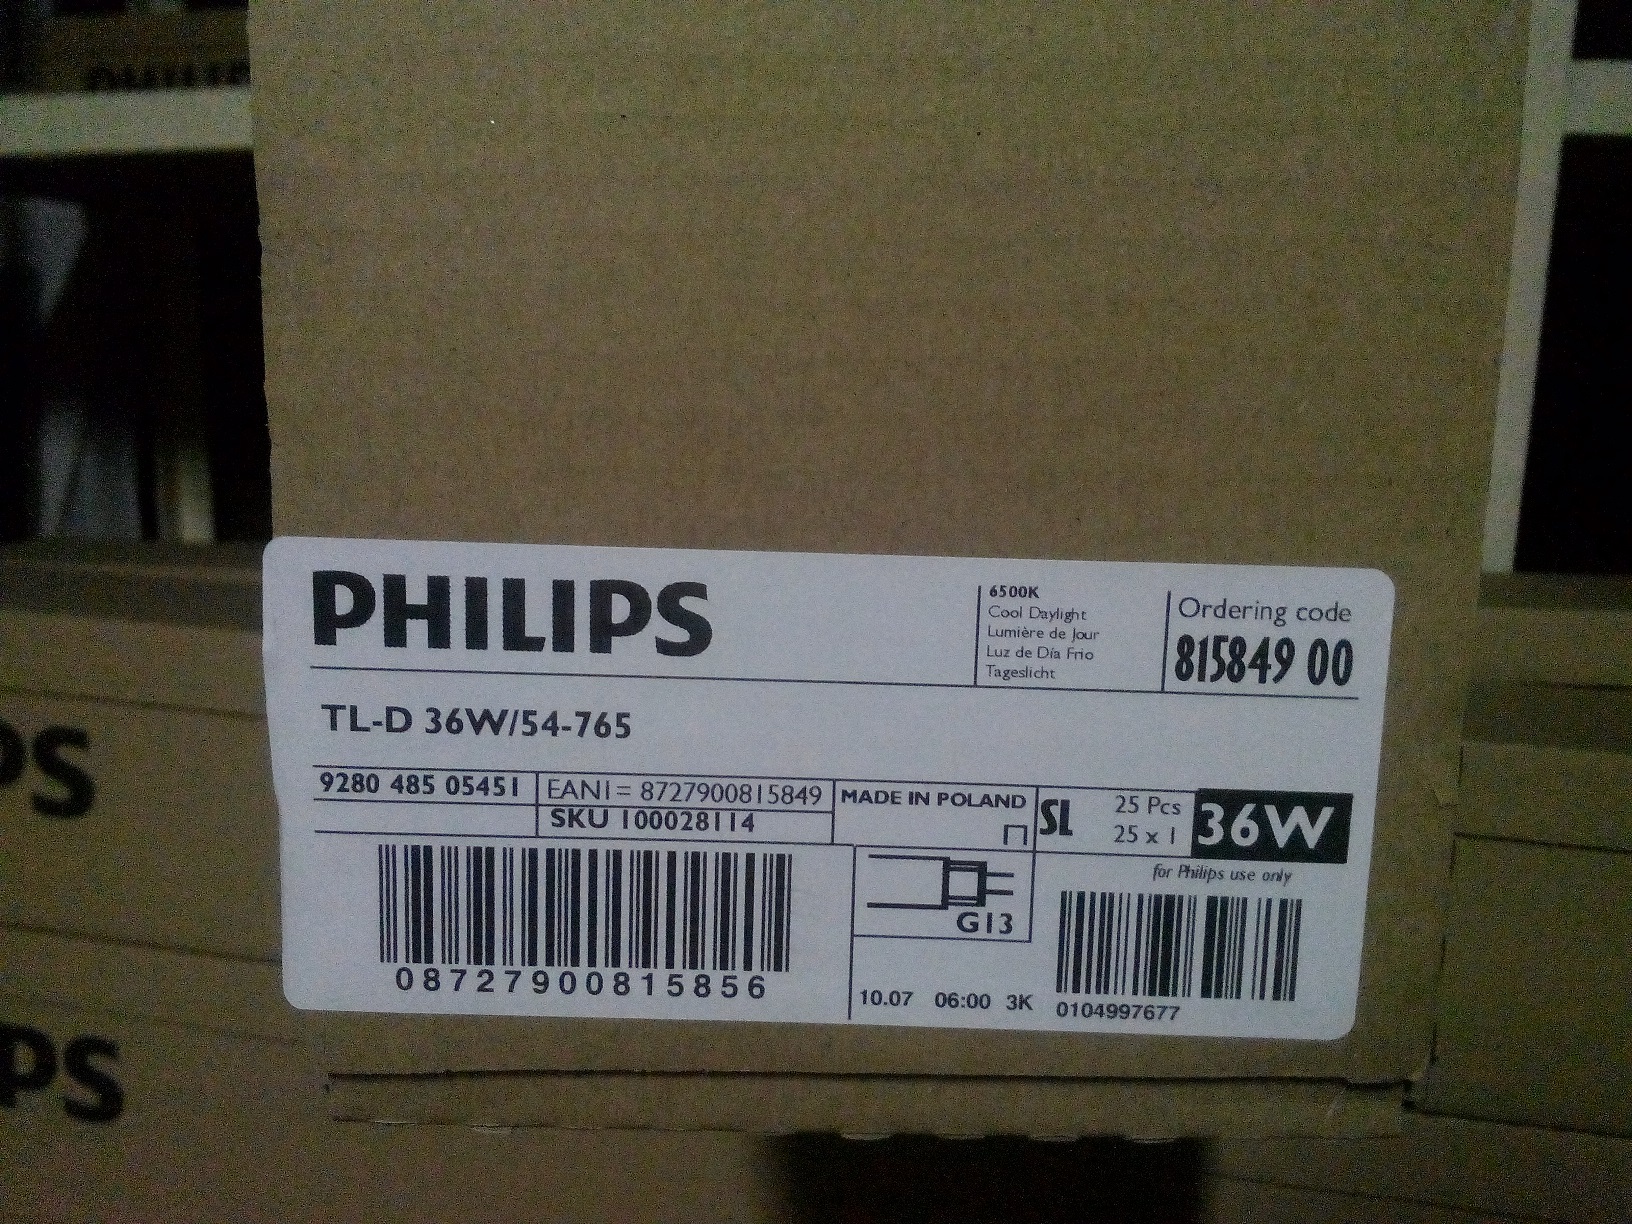 PHILIPS
6500K
Cool Daylight
Lumière de Jour
Luz de Día Frio
Tageslicht
Ordering code
815849 00
TL-D 36W/54-765
9280 485 05451
EAN1= 8727900815849
SKU 100028114
MADE IN POLAND
SL
25 Pcs
25 x 1
36W
for Philips use only
G13
08727900815856
10.07 06:00 3K
0104997677
PS
PS